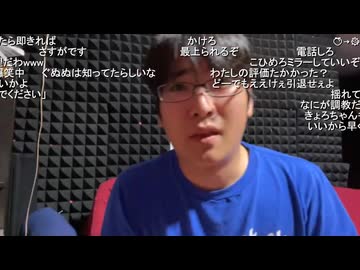 たら即きれば かけろ
さすがです 最上られるぞ 電話しろ
だわwww こひめろミラーしていいぞ
爆笑中 ぐぬぬは知ってたらしいな わたしの評価たかかった？
いかよ どーでもええけぇ引退せえよ
でください」 揺れて
なにが調教だ
きょろちゃん
いいから早く